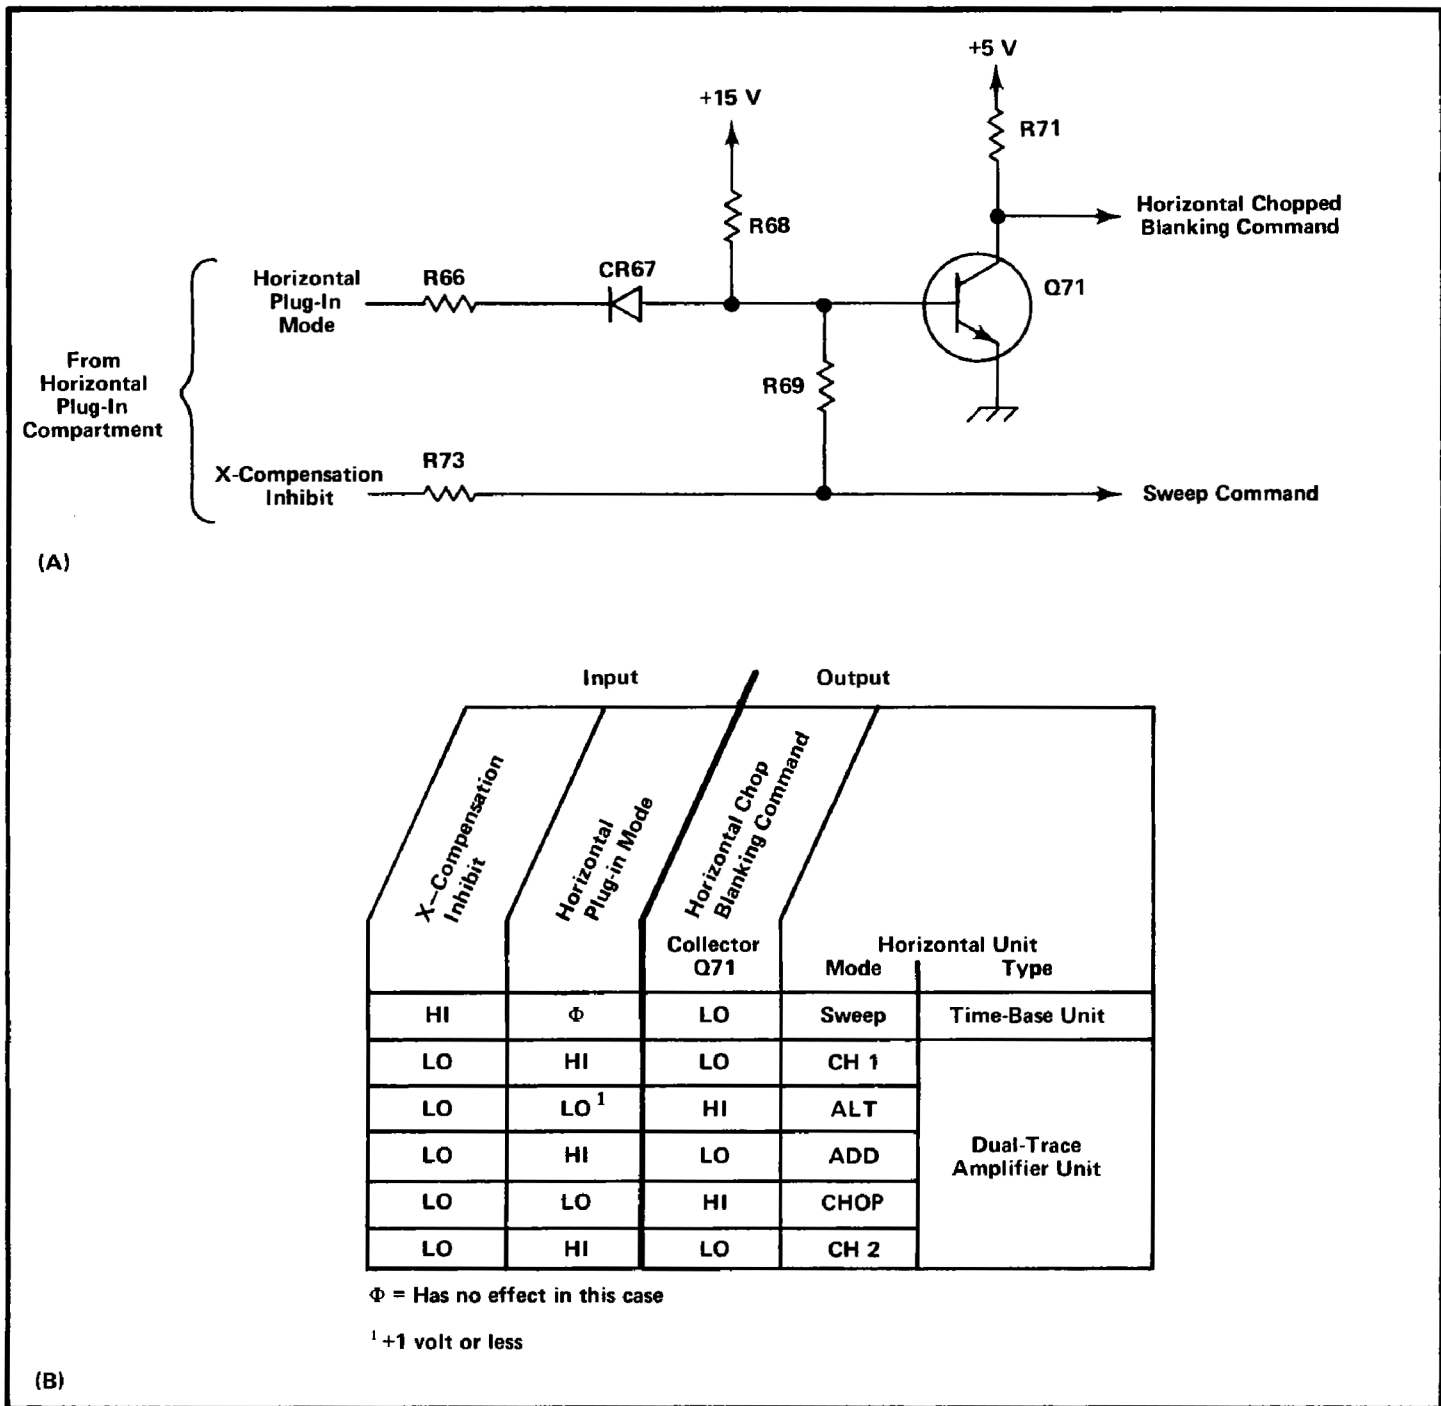 +5 V
+15 V
R71
Horizontal Chopped
Blanking Command
R68
Horizontal
Plug-In
Mode
R66
CR67
Q71
From
Horizontal
Plug-In
Compartment
R69
X-Compensation
Inhibit
R73
Sweep Command
(A)
Input
Output
X-Compensation
Inhibit
Horizontal
Plug-in Mode
Horizontal Chop
Blanking Command
Collector
Q71
Horizontal Unit
Mode
Type
HI Φ LO Sweep Time-Base Unit
LO HI LO CH 1
LO LO¹ HI ALT
LO HI LO ADD
Dual-Trace
Amplifier Unit
LO LO HI CHOP
LO HI LO CH 2
Φ = Has no effect in this case
¹ +1 volt or less
(B)